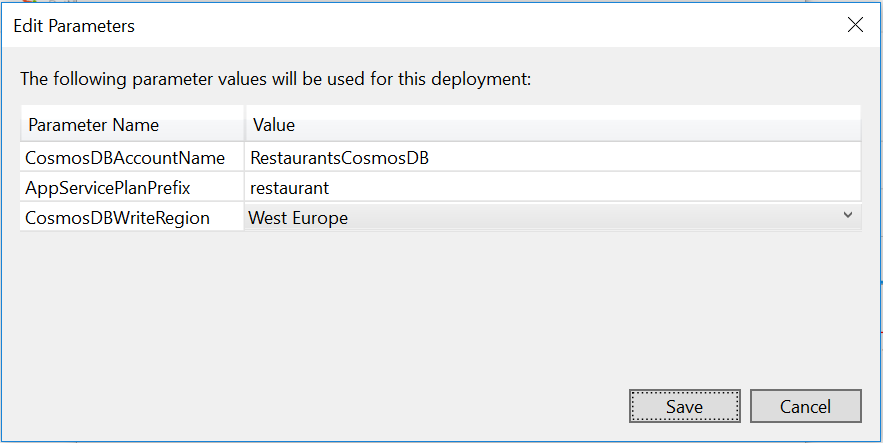 Edit Parameters
The following parameter values will be used for this deployment:
Parameter Name Value
CosmosDBAccountName RestaurantsCosmosDB
AppServicePlanPrefix restaurant
CosmosDBWriteRegion West Europe
Save Cancel